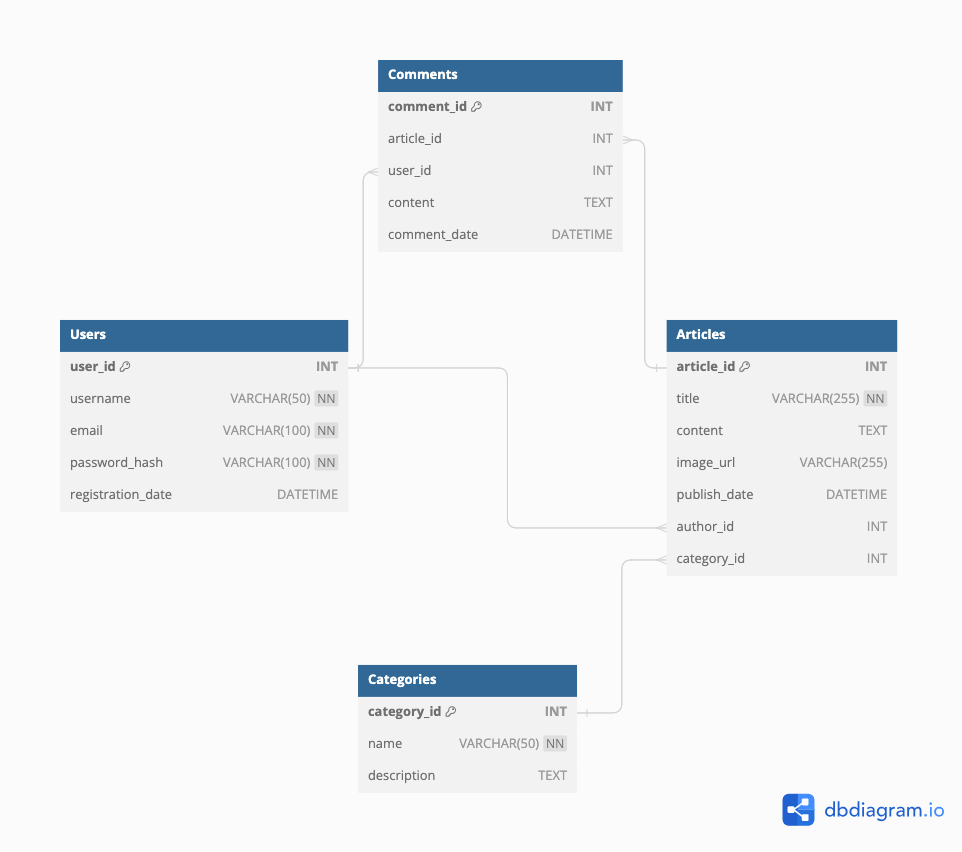 Comments
comment_id INT
article_id INT
user_id INT
content TEXT
comment_date DATETIME
Users
user_id INT
username VARCHAR(50) NN
email VARCHAR(100) NN
password_hash VARCHAR(100) NN
registration_date DATETIME
Articles
article_id INT
title VARCHAR(255) NN
content TEXT
image_url VARCHAR(255)
publish_date DATETIME
author_id INT
category_id INT
Categories
category_id INT
name VARCHAR(50) NN
description TEXT
dbdiagram.io